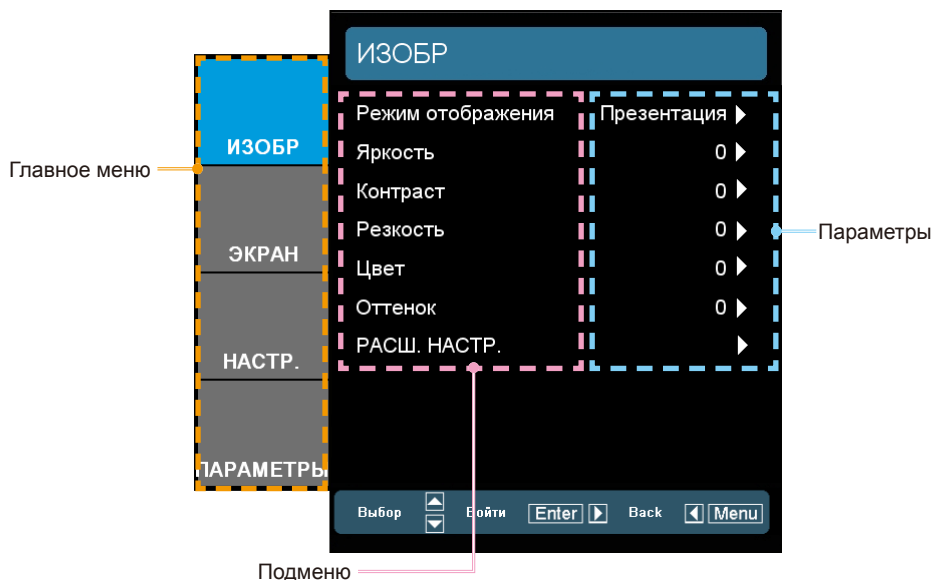 ИЗОБР
Главное меню
ИЗОБР
ЭКРАН
НАСТР.
ПАРАМЕТРЫ
Режим отображения Презентация
Яркость 0
Контраст 0
Резкость 0
Цвет 0
Оттенок 0
РАСШ. НАСТР.
Параметры
Выбор Войти Enter Back Menu
Подменю